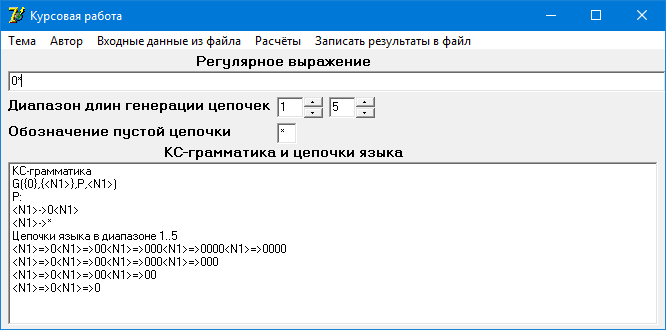 Курсовая работа
Тема Автор Входные данные из файла Расчёты Записать результаты в файл
Регулярное выражение
0*
Диапазон длин генерации цепочек 1 5
Обозначение пустой цепочки *
КС-грамматика и цепочки языка
КС-грамматика
G({0},{<N1>},P,<N1>)
P:
<N1>->0<N1>
<N1>->*
Цепочки языка в диапазоне 1..5
<N1>=>0<N1>=>00<N1>=>000<N1>=>0000<N1>=>0000
<N1>=>0<N1>=>00<N1>=>000<N1>=>000
<N1>=>0<N1>=>00<N1>=>00
<N1>=>0<N1>=>0